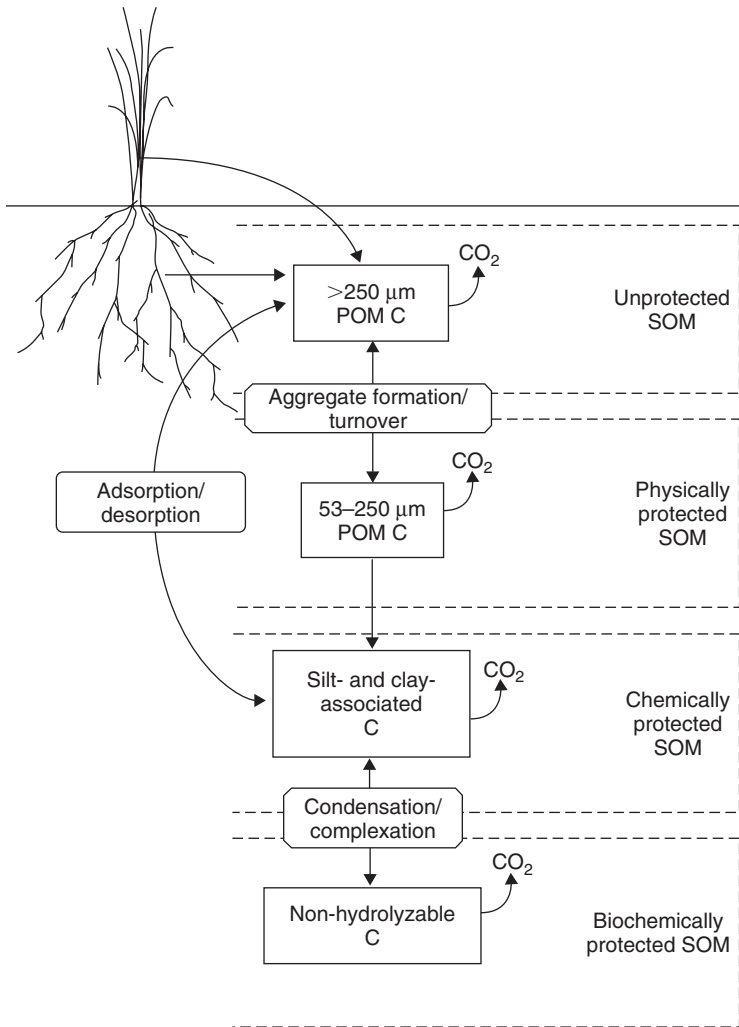 CO₂
>250 μm
POM C
Unprotected
SOM
Aggregate formation/
turnover
CO₂
Adsorption/
desorption
53–250 μm
POM C
Physically
protected
SOM
CO₂
Silt- and clay-
associated
C
Chemically
protected
SOM
Condensation/
complexation
CO₂
Non-hydrolyzable
C
Biochemically
protected SOM